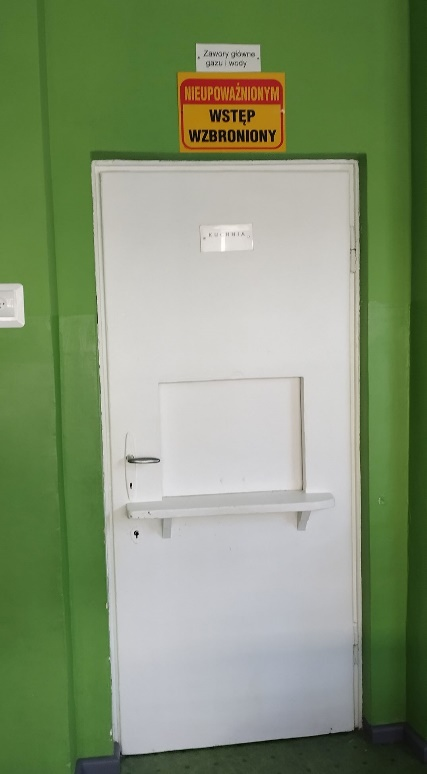 Zawory główne
gazu i wody
NIEUPOWAŻNIONYM
WSTĘP
WZBRONIONY
KUCHNIA